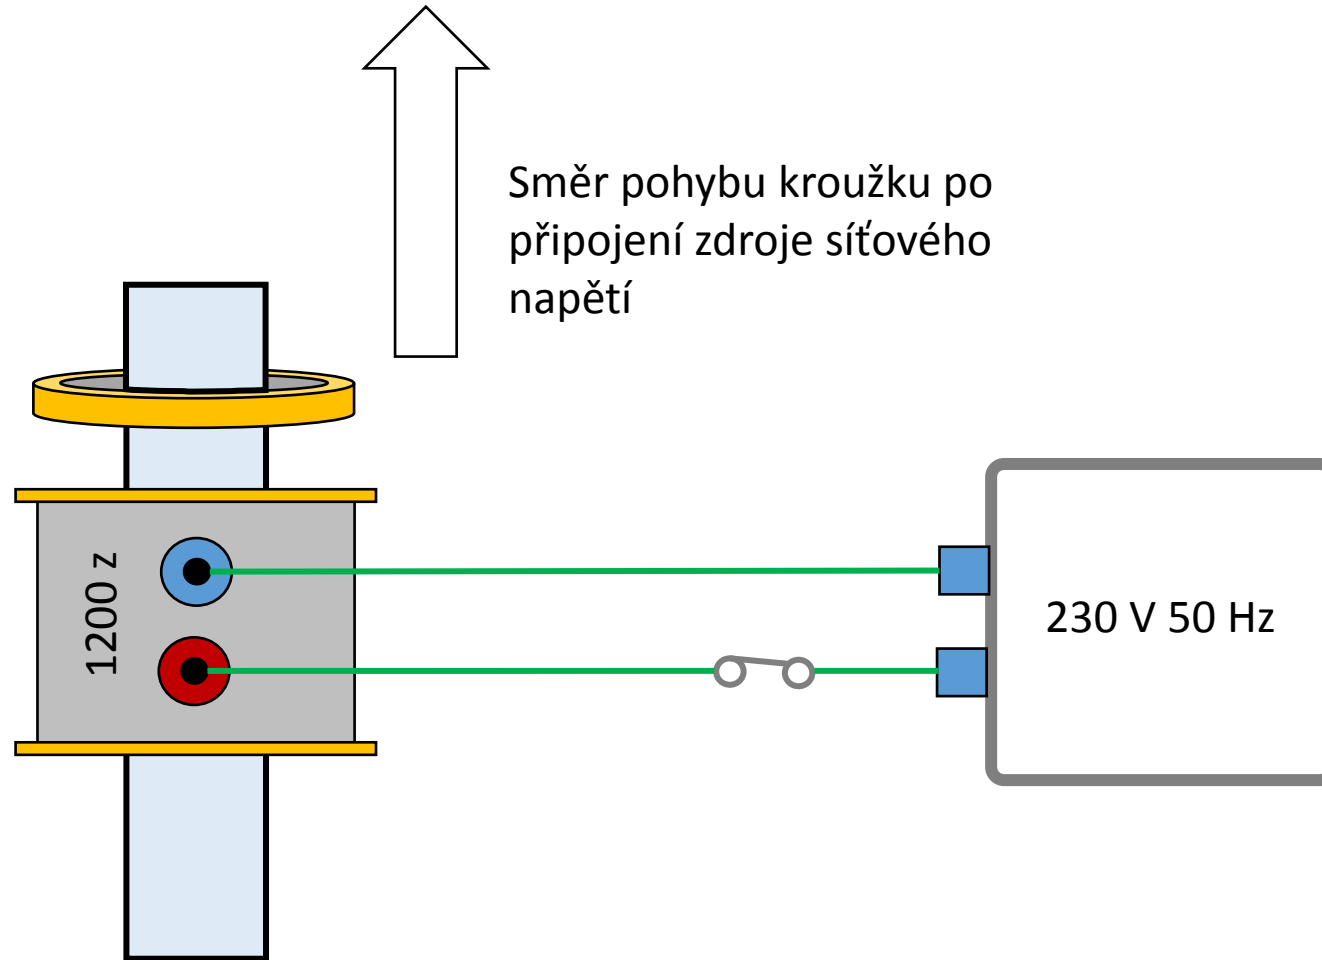 Směr pohybu kroužku po
připojení zdroje síťového
napětí
1200 z
230 V 50 Hz